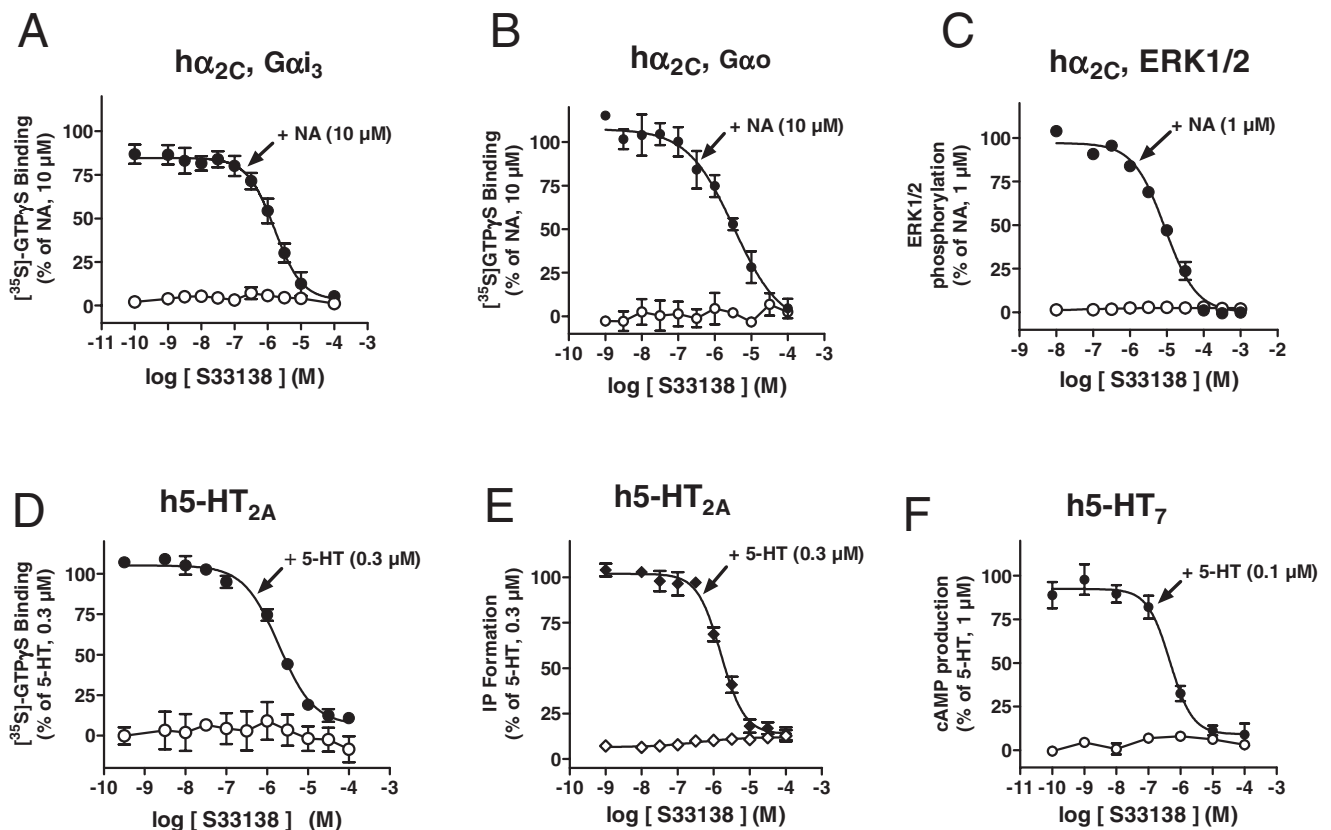 A
hα2C, Gαi3
[35S]-GTPγS Binding
(% of NA, 10 µM)
100
75
50
25
0
+ NA (10 µM)
-11 -10 -9 -8 -7 -6 -5 -4 -3
log [ S33138 ] (M)
B
hα2C, Gαo
[35S]GTPγS Binding
(% of NA, 10 µM)
100
75
50
25
0
+ NA (10 µM)
-10 -9 -8 -7 -6 -5 -4 -3
log [ S33138 ] (M)
C
hα2C, ERK1/2
ERK1/2
phosphorylation
(% of NA, 1 µM)
100
75
50
25
0
+ NA (1 µM)
-9 -8 -7 -6 -5 -4 -3 -2
log [ S33138 ] (M)
D
h5-HT2A
[35S]-GTPγS Binding
(% of 5-HT, 0.3 µM)
100
75
50
25
0
+ 5-HT (0.3 µM)
-10 -9 -8 -7 -6 -5 -4 -3
log [ S33138 ] (M)
E
h5-HT2A
IP Formation
(% of 5-HT, 0.3 µM)
100
75
50
25
0
+ 5-HT (0.3 µM)
-10 -9 -8 -7 -6 -5 -4 -3
log [ S33138 ] (M)
F
h5-HT7
cAMP production
(% of 5-HT, 1 µM)
100
75
50
25
0
+ 5-HT (0.1 µM)
-11 -10 -9 -8 -7 -6 -5 -4 -3
log [ S33138 ] (M)